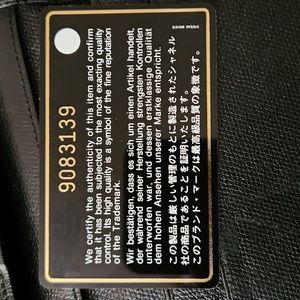 9083139
We certify the authenticity of this item and confirm
that it has been subjected to the most exacting quality
control. Its high quality is a symbol of the fine reputation
of the Trademark.
Wir bestätigen, dass es sich um einen Artikel handelt,
der während seiner Herstellung strengsten Kontrollen
unterworfen war, und dessen erstklassige Qualität
dem hohen Ansehen unserer Marke entspricht.
この製品は厳しい管理のもとに製造されたシャネル
社の商品であることを証明いたします。
このブランド・マークは最高級品質の象徴です。